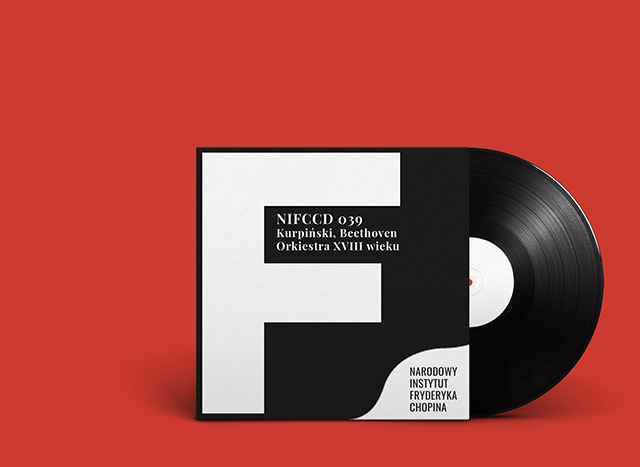 F
NIFCCD 039
Kurpiński, Beethoven
Orkiestra XVIII wieku
NARODOWY
INSTYTUT
FRYDERYKA
CHOPINA